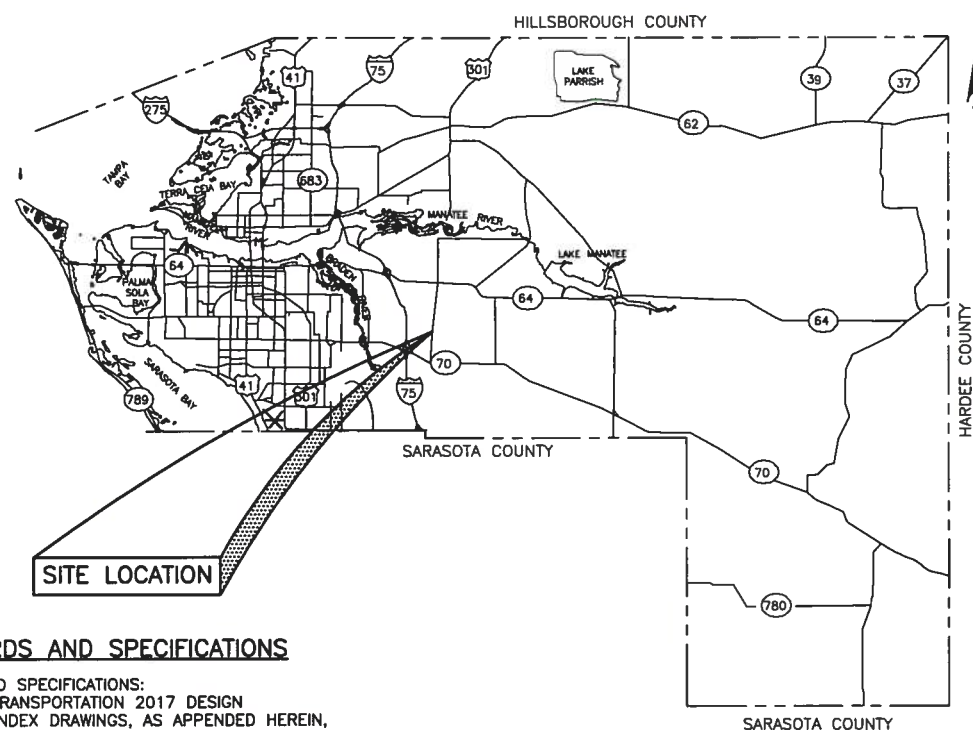 HILLSBOROUGH COUNTY
41
75
301
LAKE
PARRISH
39
37
275
62
TAMPA
BAY
TERRA CEIA BAY
683
MANATEE RIVER
RIVER
64
LAKE MANATEE
PALMA
SOLA
BAY
64
64
HARDEE COUNTY
SARASOTA BAY
70
789
41
301
75
SARASOTA COUNTY
70
SITE LOCATION
780
RDS AND SPECIFICATIONS
D SPECIFICATIONS:
RANSPORTATION 2017 DESIGN
NDEX DRAWINGS, AS APPENDED HEREIN,
SARASOTA COUNTY